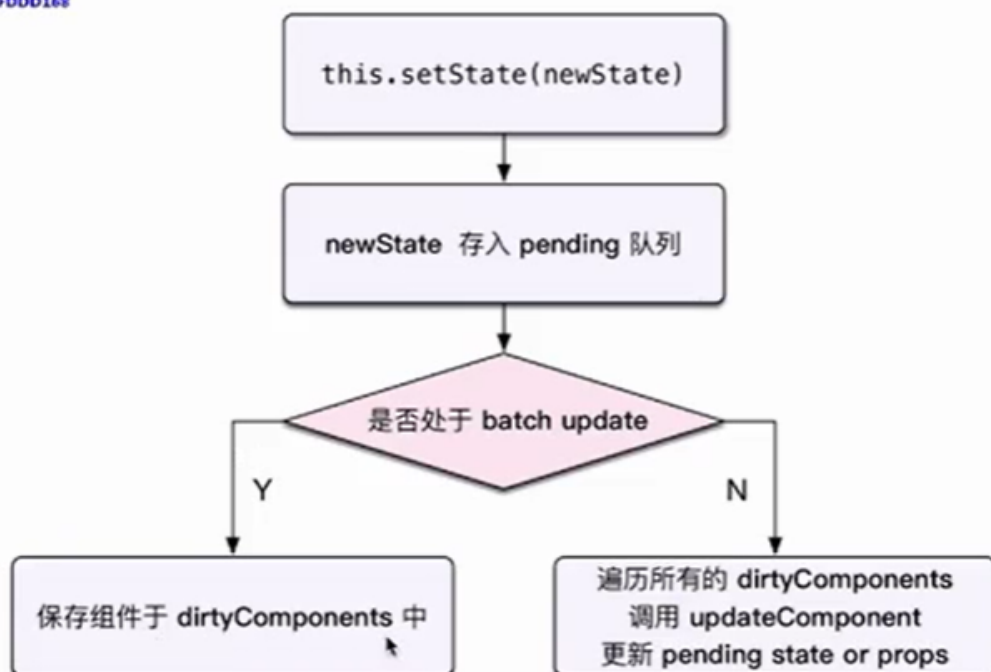 this.setState(newState)
newState 存入 pending 队列
是否处于 batch update
Y
N
保存组件于 dirtyComponents 中
遍历所有的 dirtyComponents
调用 updateComponent
更新 pending state or props